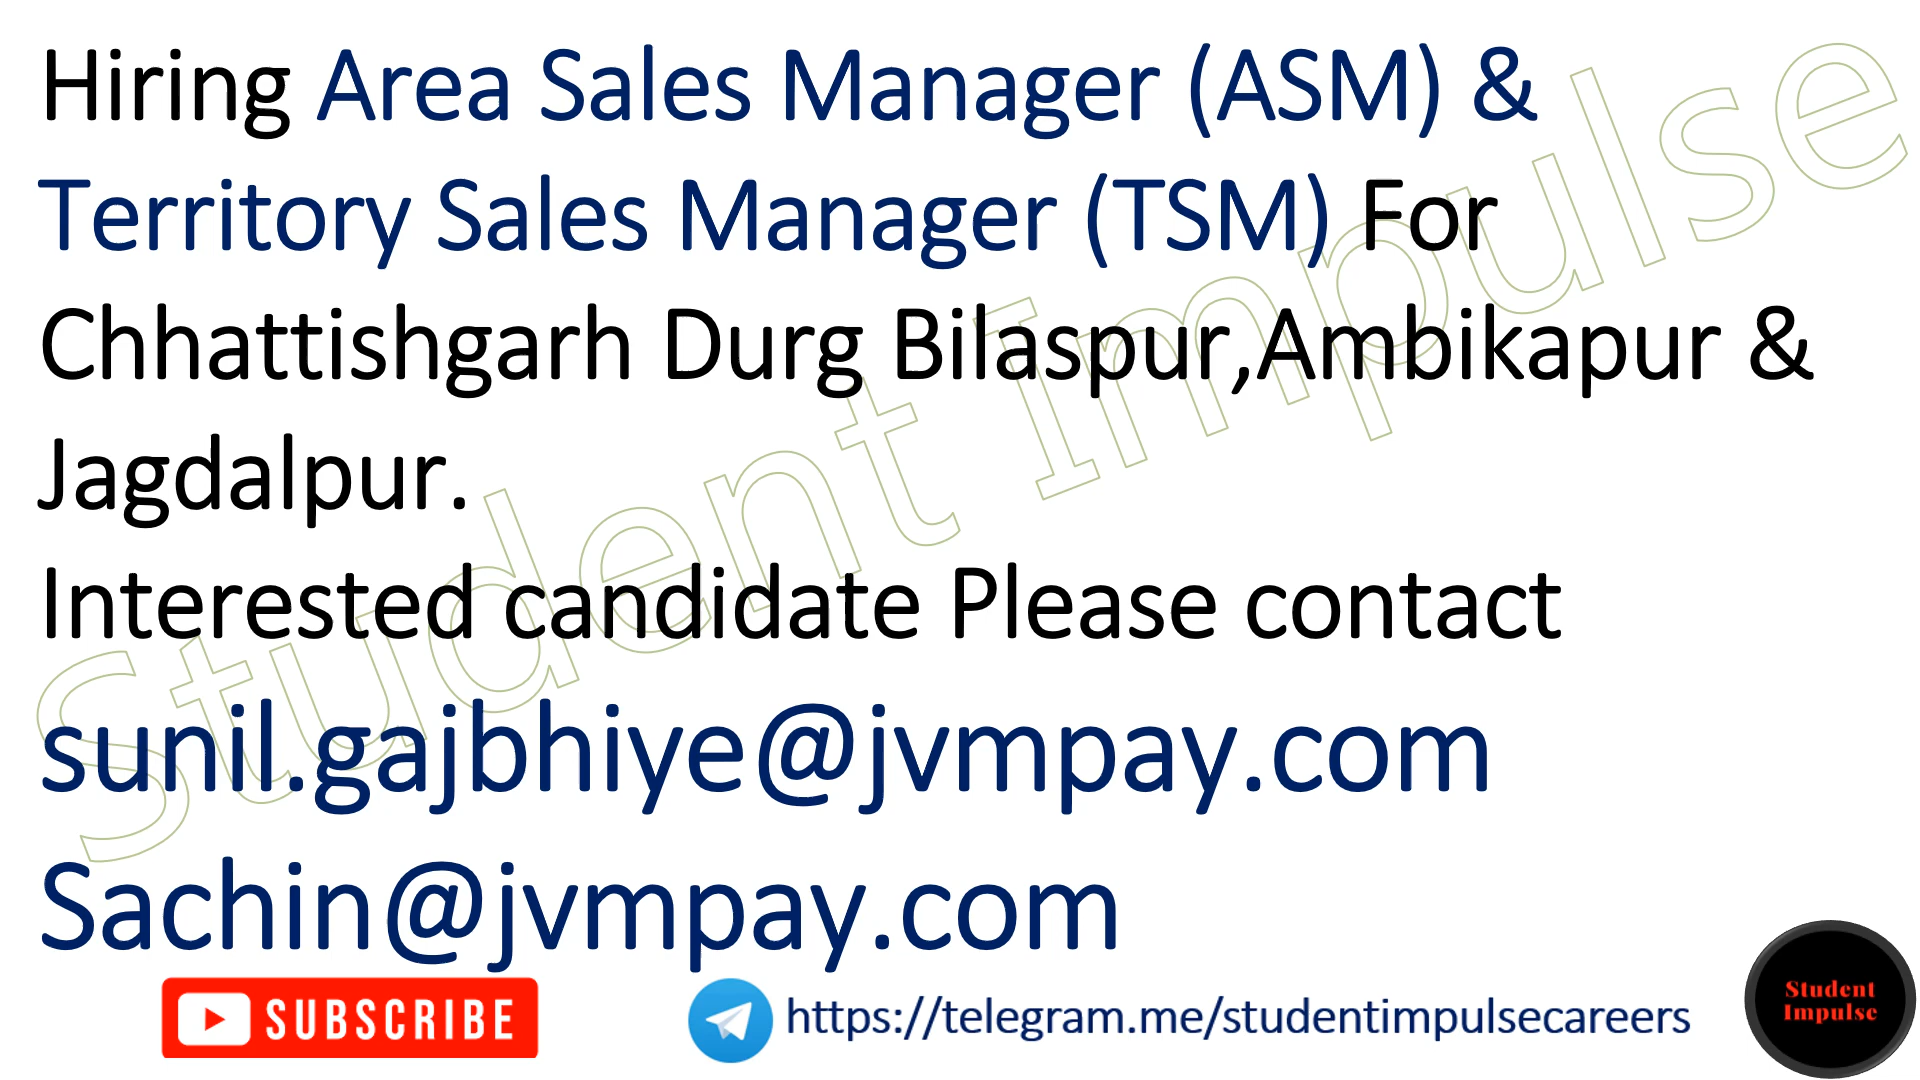 Hiring Area Sales Manager (ASM) &
Territory Sales Manager (TSM) For
Chhattishgarh Durg Bilaspur,Ambikapur &
Jagdalpur.
Interested candidate Please contact
sunil.gajbhiye@jvmpay.com
Sachin@jvmpay.com
Student Impulse
SUBSCRIBE
https://telegram.me/studentimpulsecareers
Student
Impulse